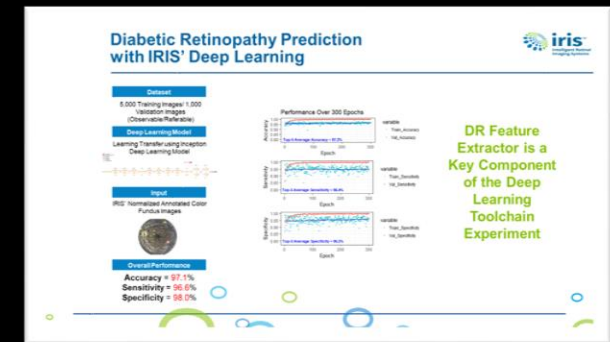 Diabetic Retinopathy Prediction
with IRIS' Deep Learning
iris
Intelligent Retinal
Imaging Systems
Dataset
5,000 Training Images/ 1,000
Validation Images
(Observable/Referable)
Deep Learning Model
Learning Transfer using Inception
Deep Learning Model
Input
IRIS' Normalized Annotated Color
Fundus Images
Overall Performance
Accuracy = 97.1%
Sensitivity = 96.6%
Specificity = 98.0%
Performance Over 300 Epochs
Accuracy
Epoch
variable
Train_Accuracy
Val_Accuracy
Sensitivity
Epoch
variable
Train_Sensitivity
Val_Sensitivity
Specificity
Epoch
variable
Train_Specificity
Val_Specificity
DR Feature
Extractor is a
Key Component
of the Deep
Learning
Toolchain
Experiment